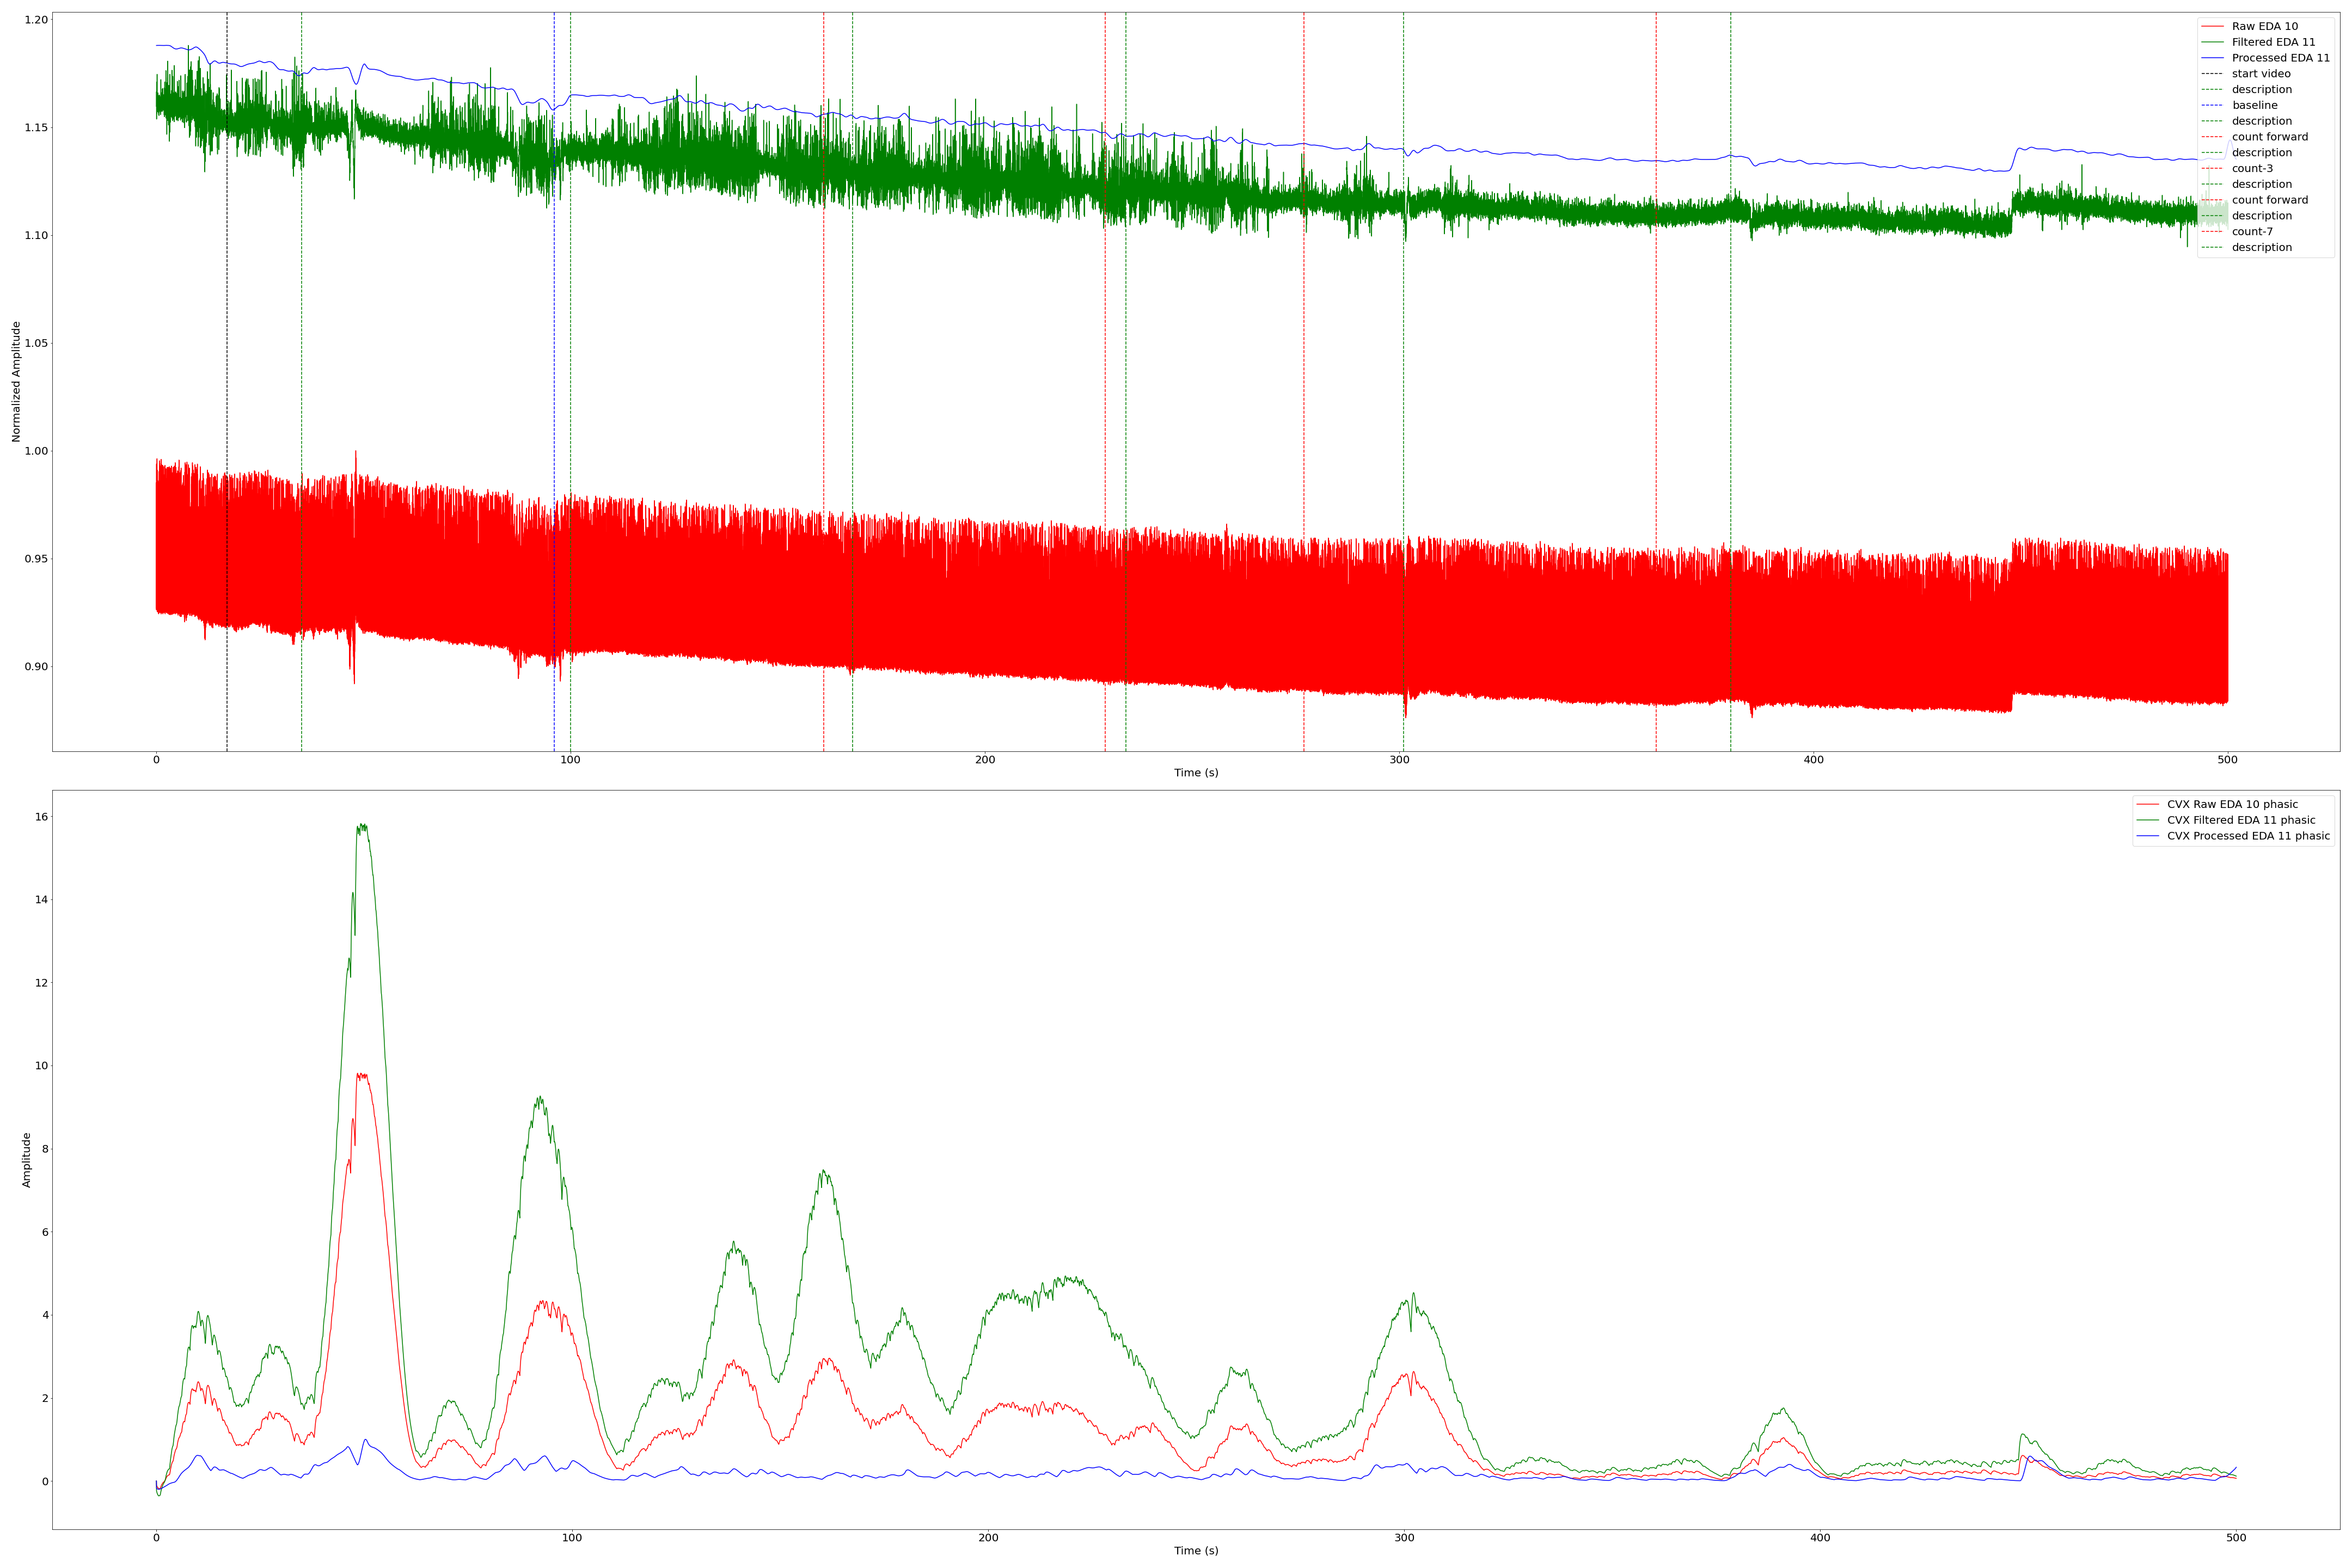 1.20
1.15
1.10
1.05
1.00
0.95
0.90
Normalized Amplitude
0
100
200
300
400
500
Time (s)
Raw EDA 10
Filtered EDA 11
Processed EDA 11
start video
description
baseline
description
count forward
description
count-3
description
count forward
description
count-7
description
16
14
12
10
8
6
4
2
0
Amplitude
0
100
200
300
400
500
Time (s)
CVX Raw EDA 10 phasic
CVX Filtered EDA 11 phasic
CVX Processed EDA 11 phasic